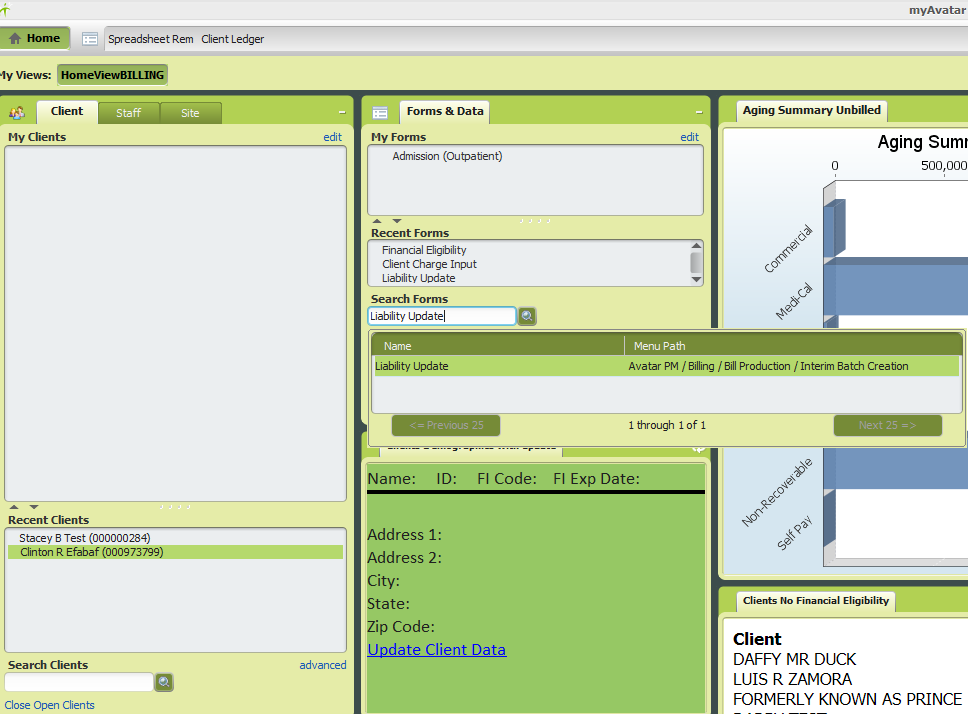 myAvatar
Home
Spreadsheet Rem Client Ledger
My Views: HomeViewBILLING
Client Staff Site
My Clients edit
Recent Clients
Stacey B Test (000000284)
Clinton R Efabaf (000973799)
Search Clients advanced
Close Open Clients
Forms & Data
My Forms edit
Admission (Outpatient)
Recent Forms
Financial Eligibility
Client Charge Input
Liability Update
Search Forms
Liability Update
Name Menu Path
Liability Update Avatar PM / Billing / Bill Production / Interim Batch Creation
<= Previous 25 1 through 1 of 1 Next 25 =>
Name: ID: FI Code: FI Exp Date:
Address 1:
Address 2:
City:
State:
Zip Code:
Update Client Data
Aging Summary Unbilled
Aging Summ
0 500,000
Commercial
Medi-Cal
Non-Recoverable
Self Pay
Clients No Financial Eligibility
Client
DAFFY MR DUCK
LUIS R ZAMORA
FORMERLY KNOWN AS PRINCE